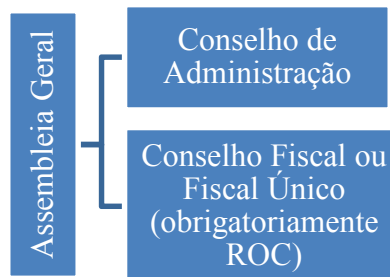 Assembleia Geral
Conselho de
Administração
Conselho Fiscal ou
Fiscal Único
(obrigatoriamente
ROC)